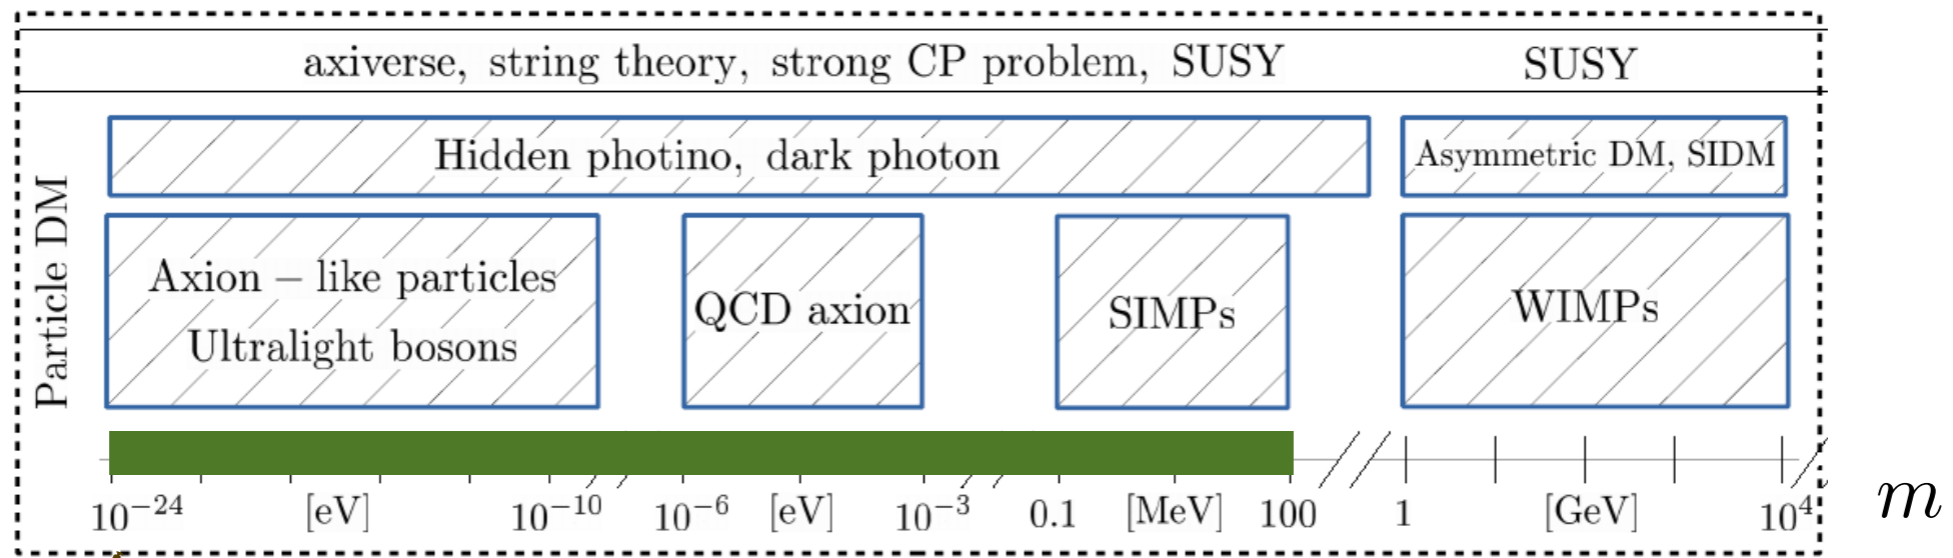 axiverse, string theory, strong CP problem, SUSY SUSY
Particle DM
Hidden photino, dark photon
Asymmetric DM, SIDM
Axion – like particles
Ultralight bosons
QCD axion
SIMPs
WIMPs
10⁻²⁴ [eV] 10⁻¹⁰ 10⁻⁶ [eV] 10⁻³ 0.1 [MeV] 100 1 [GeV] 10⁴
m